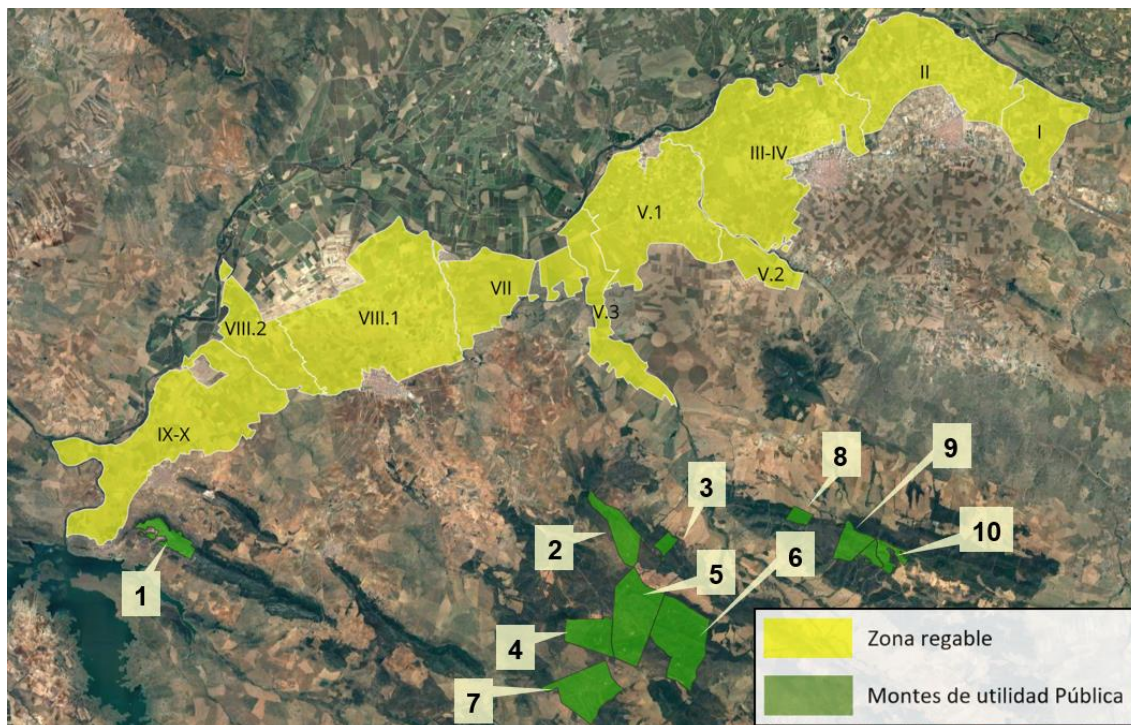 II
I
III-IV
V.1
V.2
VII
V.3
VIII.1
VIII.2
IX-X
9
8
3
2
10
6
5
1
4
7
Zona regable
Montes de utilidad Pública